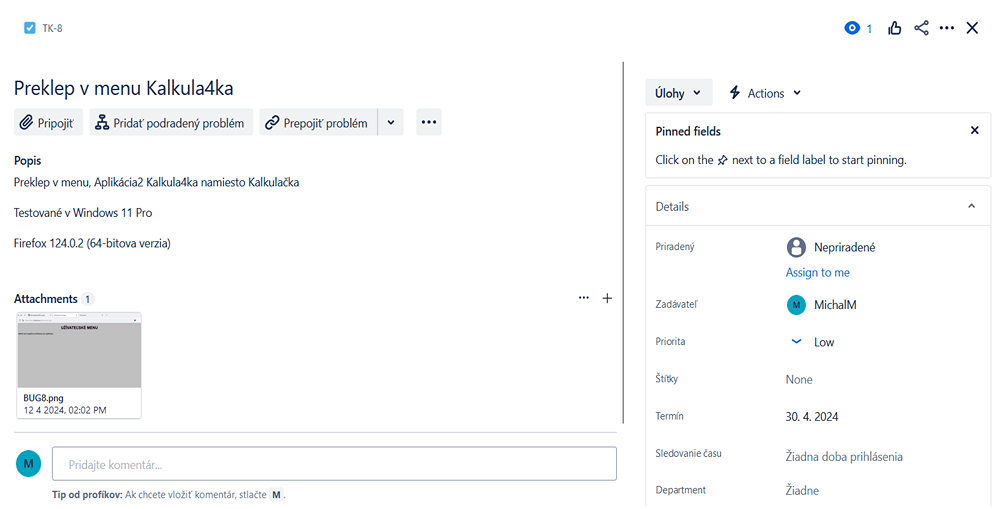 TK-8
1
Preklep v menu Kalkula4ka
Pripojiť
Pridať podradený problém
Prepojiť problém
Popis
Preklep v menu, Aplikácia2 Kalkula4ka namiesto Kalkulačka
Testované v Windows 11 Pro
Firefox 124.0.2 (64-bitova verzia)
Attachments 1
UŽÍVATEĽSKÉ MENU
BUG8.png
12 4 2024, 02:02 PM
M
Pridajte komentár...
Tip od profíkov: Ak chcete vložiť komentár, stlačte M.
Úlohy
Actions
Pinned fields
Click on the next to a field label to start pinning.
Details
Priradený
Nepriradené
Assign to me
Zadávateľ
M MichalM
Priorita
Low
Štítky
None
Termín
30. 4. 2024
Sledovanie času
Žiadna doba prihlásenia
Department
Žiadne